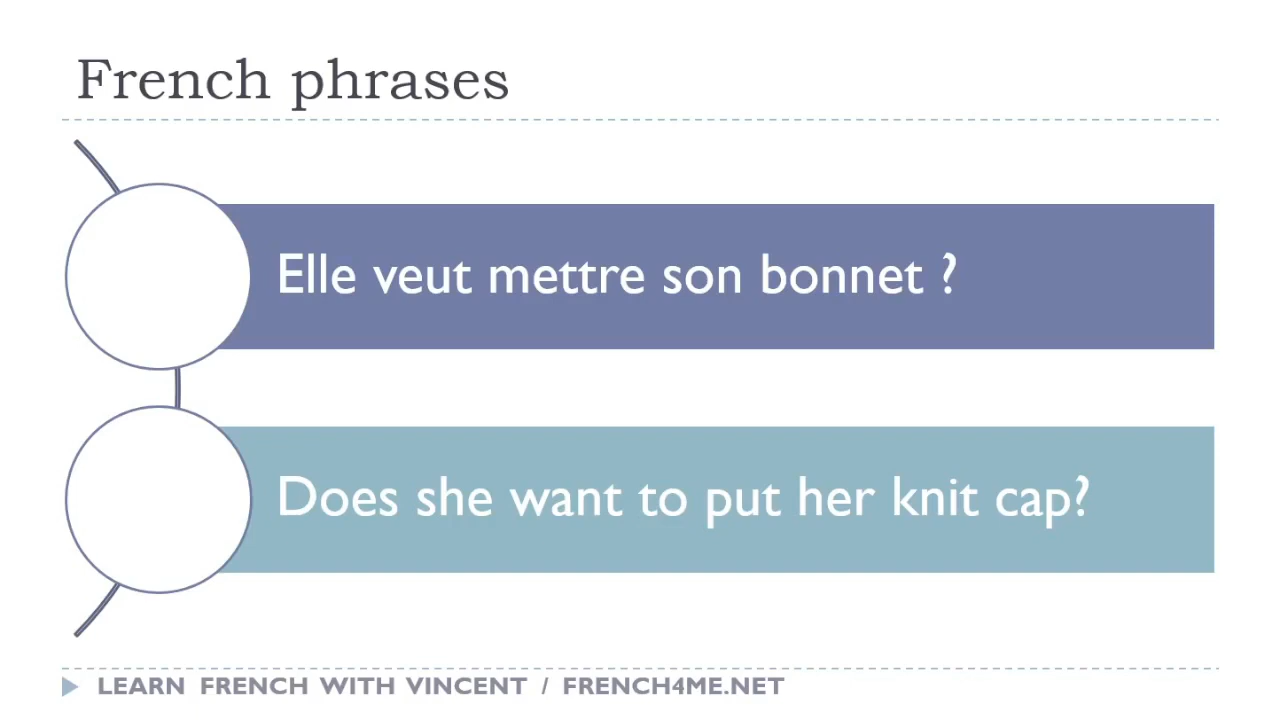 French phrases
Elle veut mettre son bonnet ?
Does she want to put her knit cap?
LEARN FRENCH WITH VINCENT / FRENCH4ME.NET